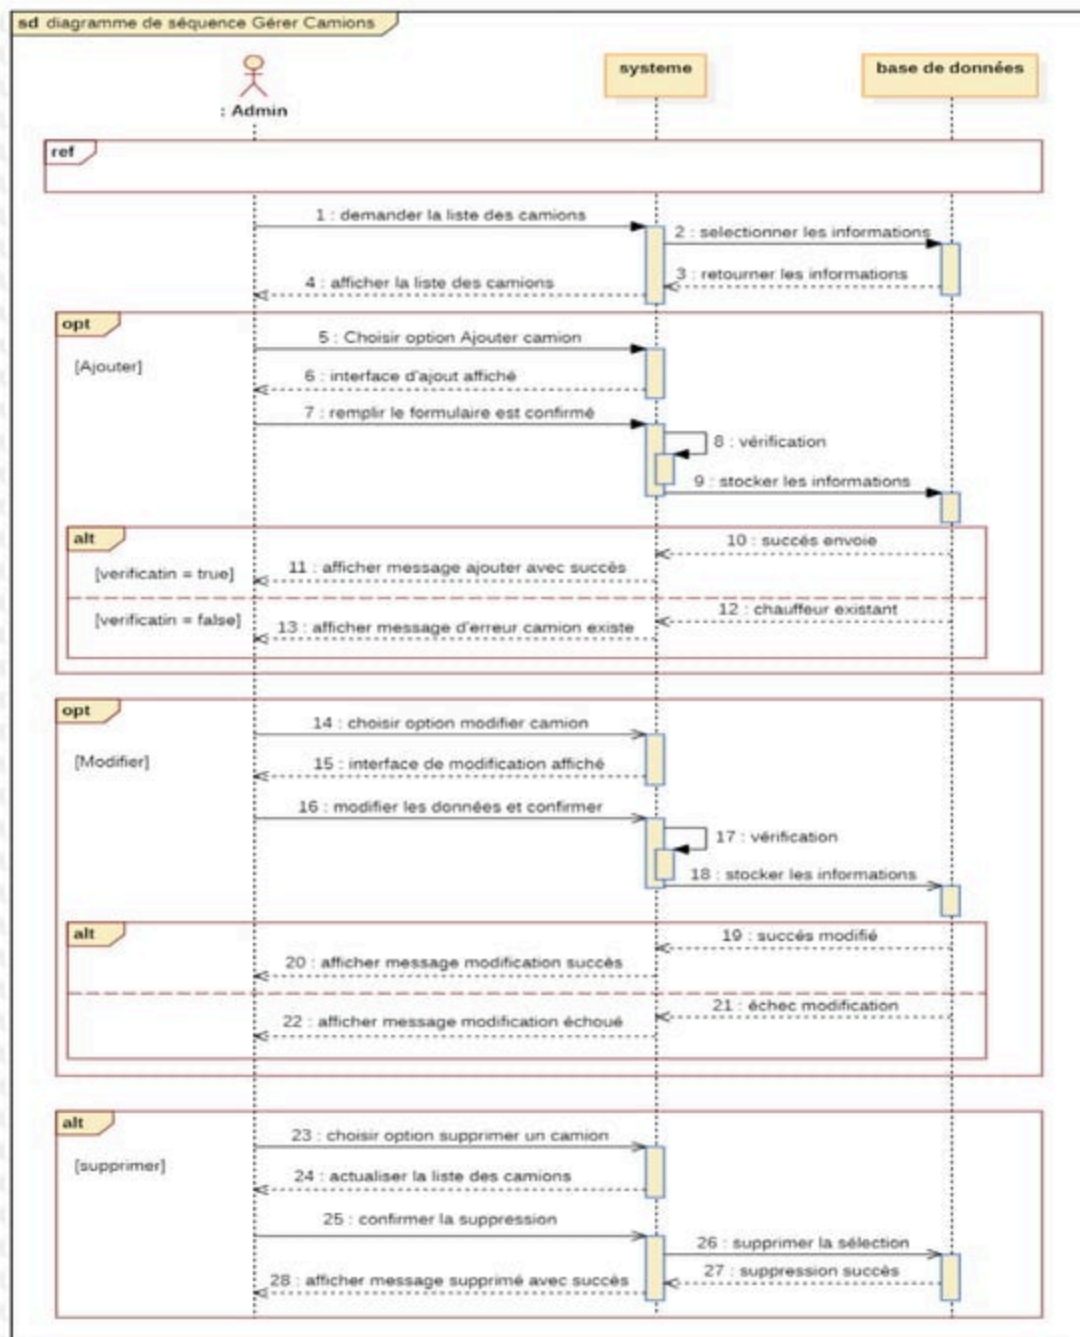 sd diagramme de séquence Gérer Camions
: Admin
systeme
base de données
ref
1 : demander la liste des camions
2 : selectionner les informations
3 : retourner les informations
4 : afficher la liste des camions
opt
[Ajouter]
5 : Choisir option Ajouter camion
6 : interface d'ajout affiché
7 : remplir le formulaire est confirmé
8 : vérification
9 : stocker les informations
alt
10 : succés envoie
[verificatin = true]
11 : afficher message ajouter avec succès
12 : chauffeur existant
[verificatin = false]
13 : afficher message d'erreur camion existe
opt
14 : choisir option modifier camion
[Modifier]
15 : interface de modification affiché
16 : modifier les données et confirmer
17 : vérification
18 : stocker les informations
alt
19 : succés modifié
20 : afficher message modification succès
21 : échec modification
22 : afficher message modification échoué
alt
23 : choisir option supprimer un camion
[supprimer]
24 : actualiser la liste des camions
25 : confirmer la suppression
26 : supprimer la sélection
27 : suppression succès
28 : afficher message supprimé avec succès